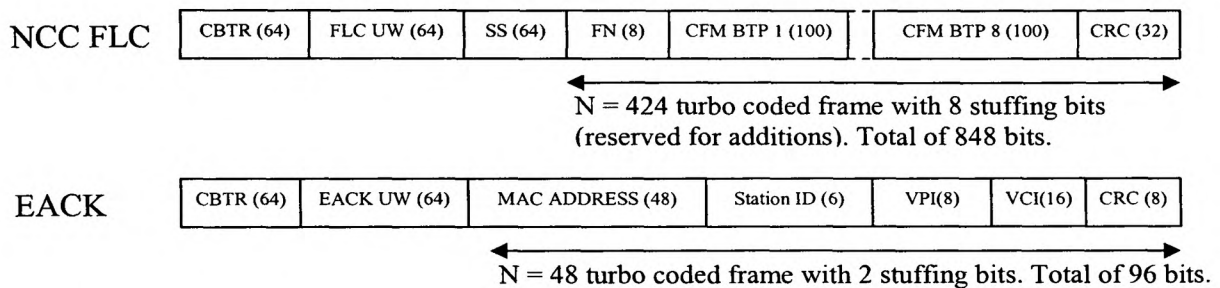 NCC FLC CBTR (64) FLC UW (64) SS (64) FN (8) CFM BTP 1 (100) CFM BTP 8 (100) CRC (32)
N = 424 turbo coded frame with 8 stuffing bits
(reserved for additions). Total of 848 bits.
EACK CBTR (64) EACK UW (64) MAC ADDRESS (48) Station ID (6) VPI(8) VCI(16) CRC (8)
N = 48 turbo coded frame with 2 stuffing bits. Total of 96 bits.